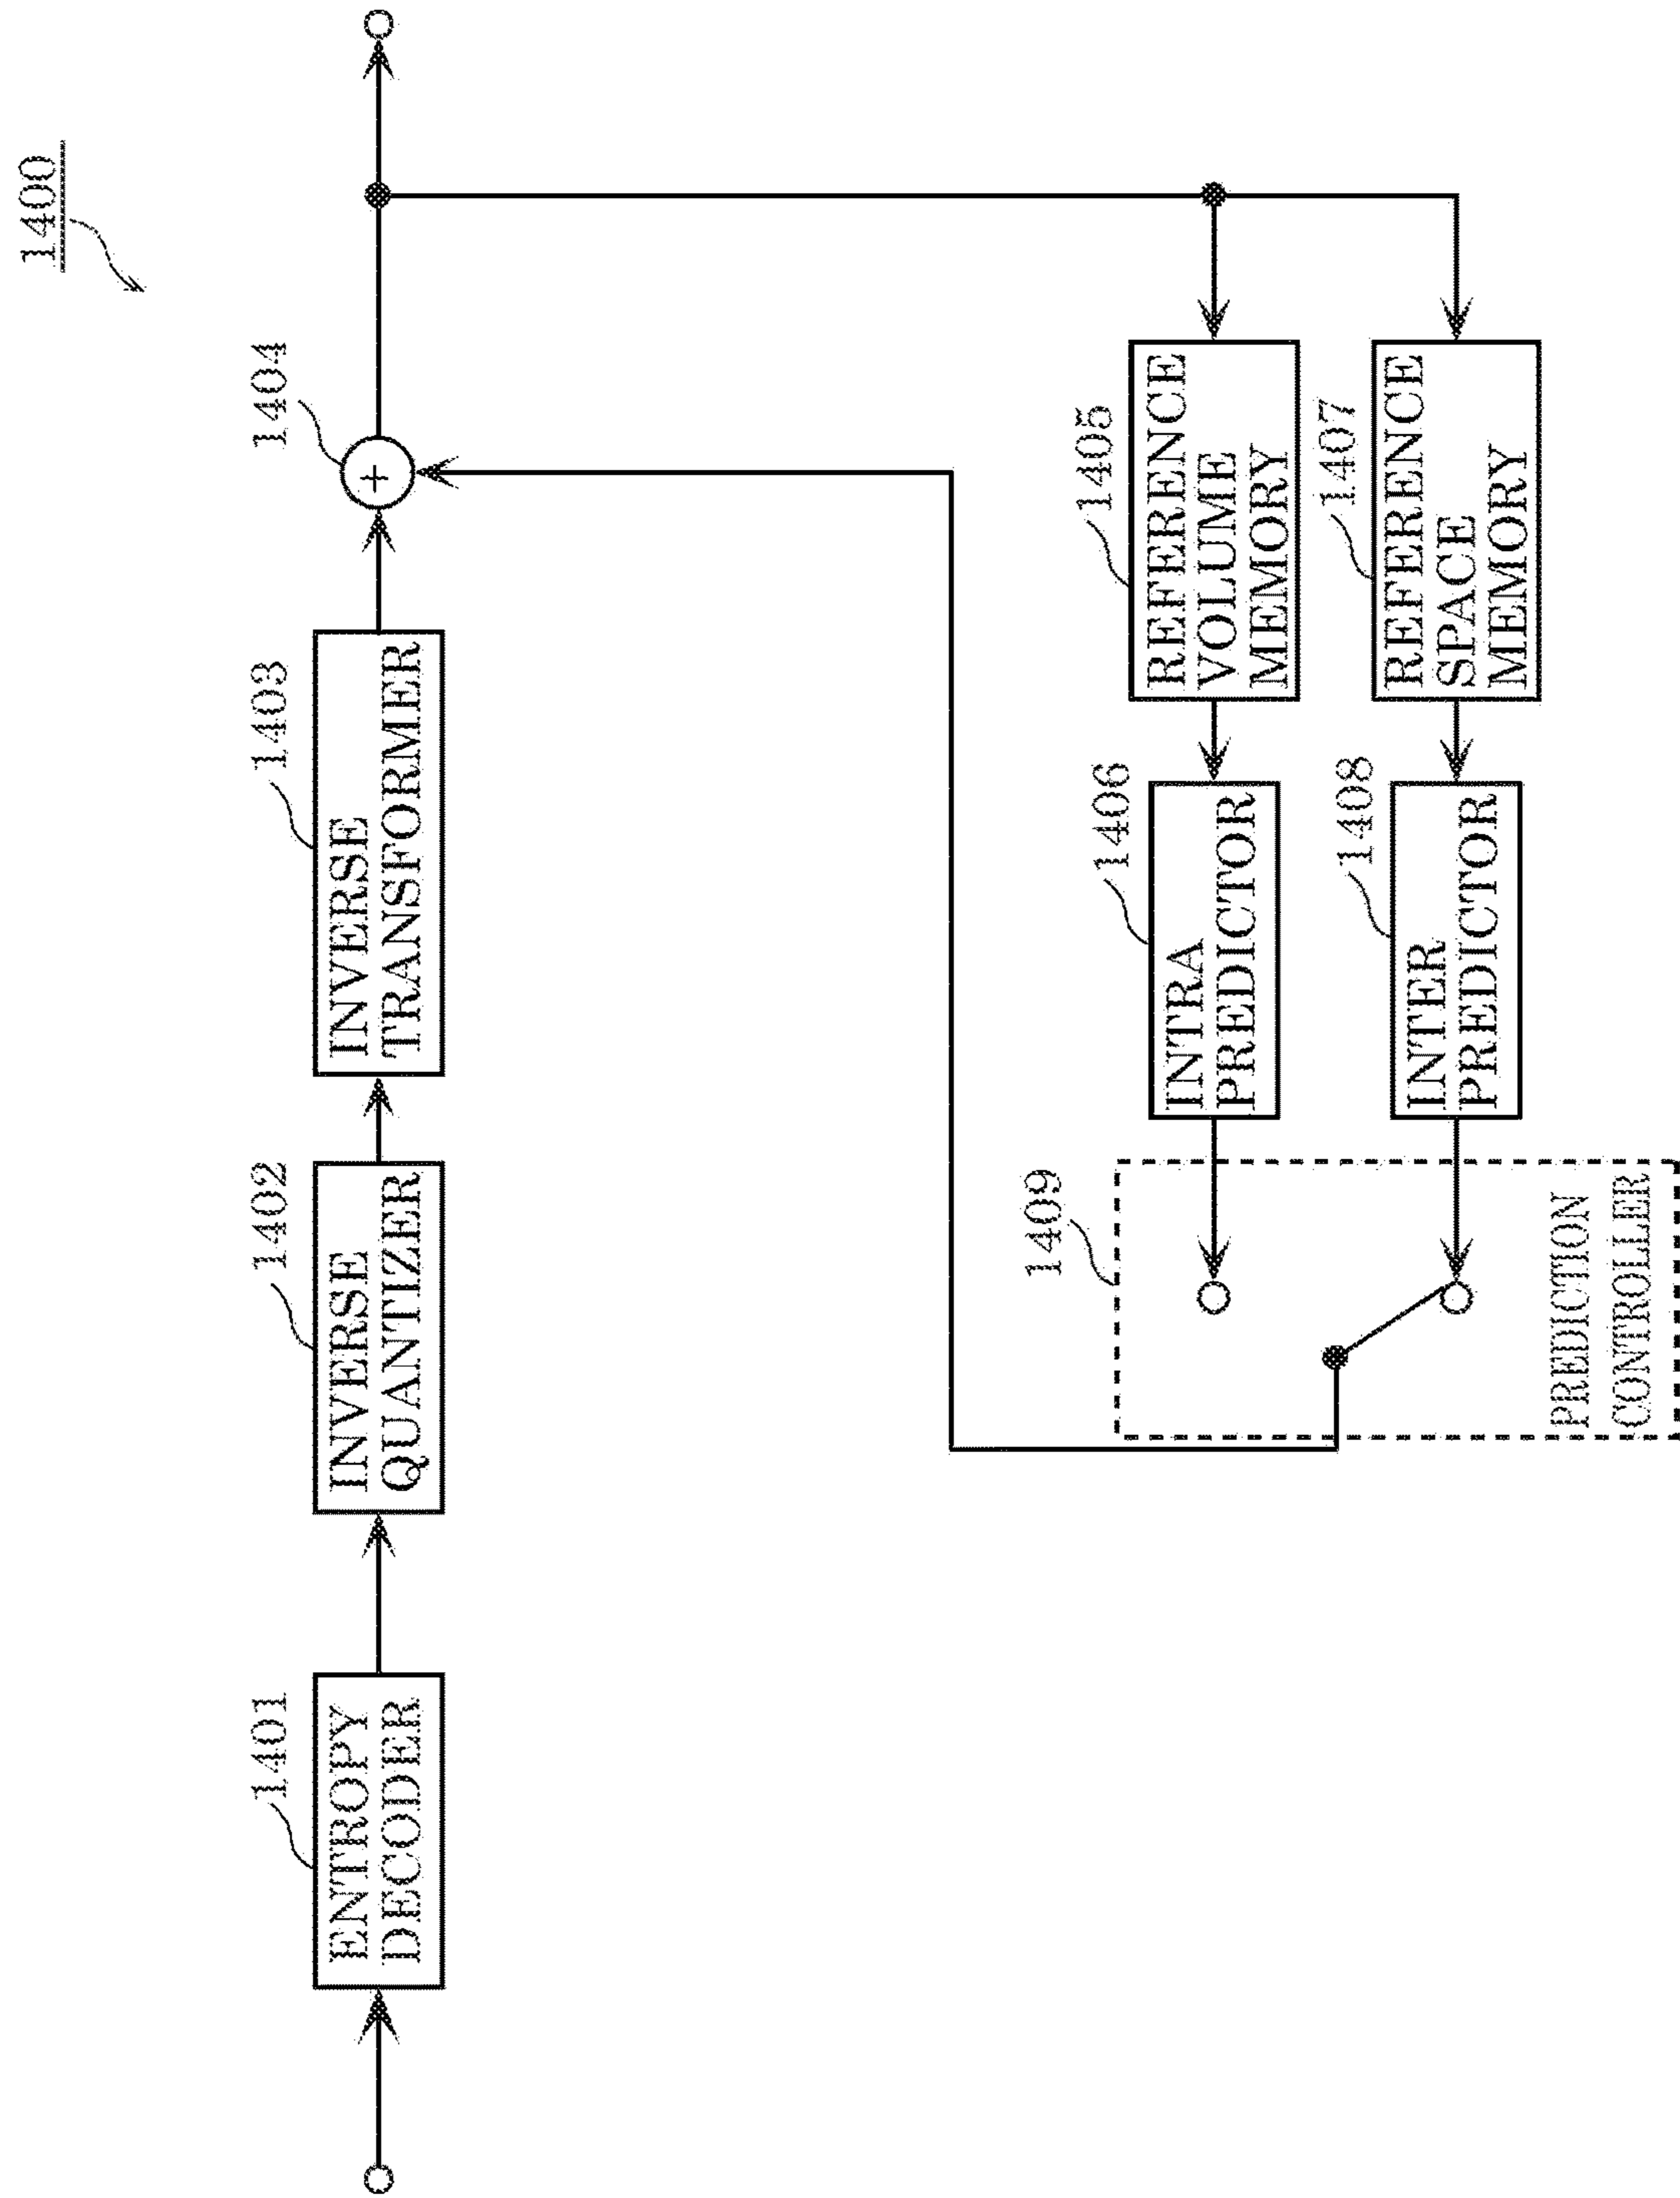 1400
1401
ENTROPY
DECODER
1402
INVERSE
QUANTIZER
1403
INVERSE
TRANSFORMER
1404
+
1409
PREDICTION
CONTROLLER
1406
INTRA
PREDICTOR
1405
REFERENCE
VOLUME
MEMORY
1408
INTER
PREDICTOR
1407
REFERENCE
SPACE
MEMORY